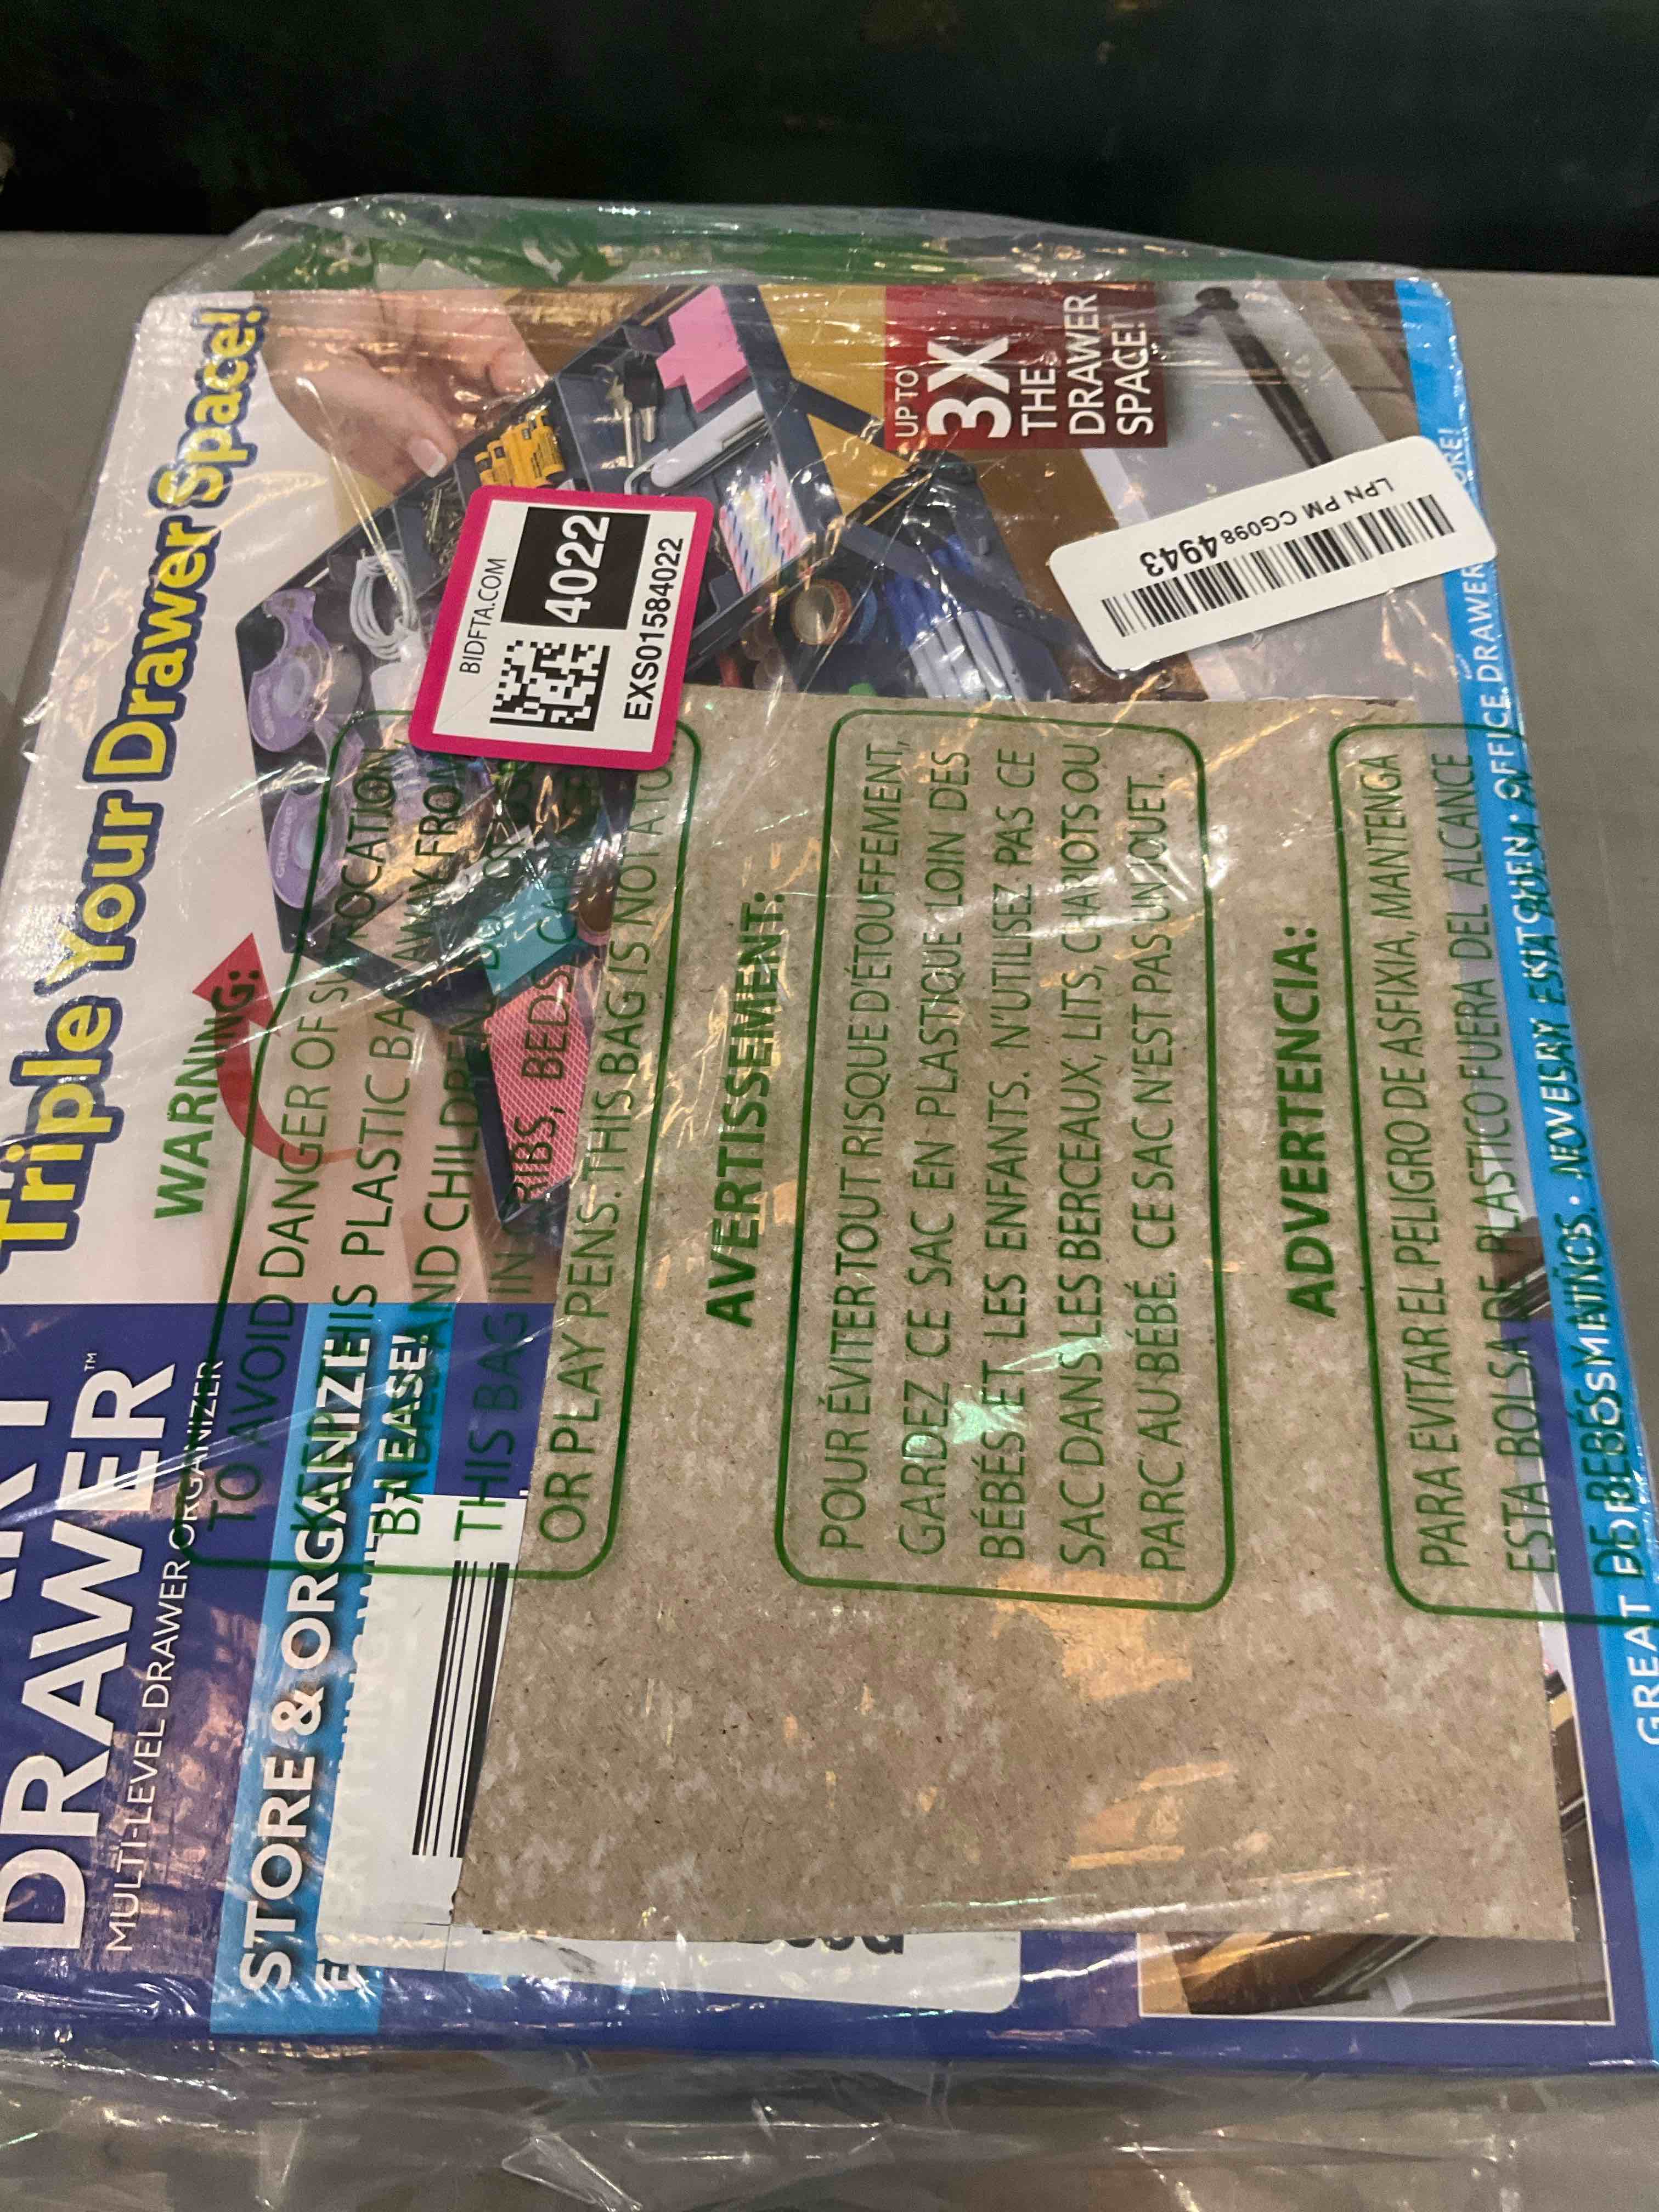 Triple Your Drawer Space!
UP TO
3X
THE
DRAWER
SPACE!
BIDFTA.COM
4022
EXS01584022
LPN PM CG098 4943
DRAWER™
MULTI-LEVEL DRAWER ORGANIZER
STORE & ORGANIZE
WITH EASE!
WARNING:
TO AVOID DANGER OF SUFFOCATION,
THIS PLASTIC BAG AWAY FROM
AND CHILDREN.
THIS BAG IN CRIBS, BEDS,
OR PLAY PENS. THIS BAG IS NOT A TOY.
AVERTISSEMENT:
POUR ÉVITER TOUT RISQUE D'ÉTOUFFEMENT,
GARDEZ CE SAC EN PLASTIQUE LOIN DES
BÉBÉS ET LES ENFANTS. N'UTILISEZ PAS CE
SAC DANS LES BERCEAUX, LITS, CHARIOTS OU
PARC AU BÉBÉ. CE SAC N'EST PAS UN JOUET.
ADVERTENCIA:
PARA EVITAR EL PELIGRO DE ASFIXIA, MANTENGA
ESTA BOLSA DE PLASTICO FUERA DEL ALCANCE
DE BEBÉS Y NIÑOS. NO USAR ESTA
GREAT FOR
KITCHEN • OFFICE DRAWER